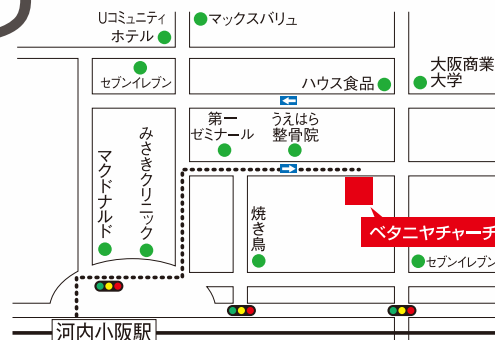 Uコミュニティ
ホテル
マックスバリュ
セブンイレブン
ハウス食品
大阪商業
大学
第一
ゼミナール
うえはら
整骨院
みさきクリニック
マクドナルド
焼き鳥
ベタニヤチャーチ
セブンイレブン
河内小阪駅